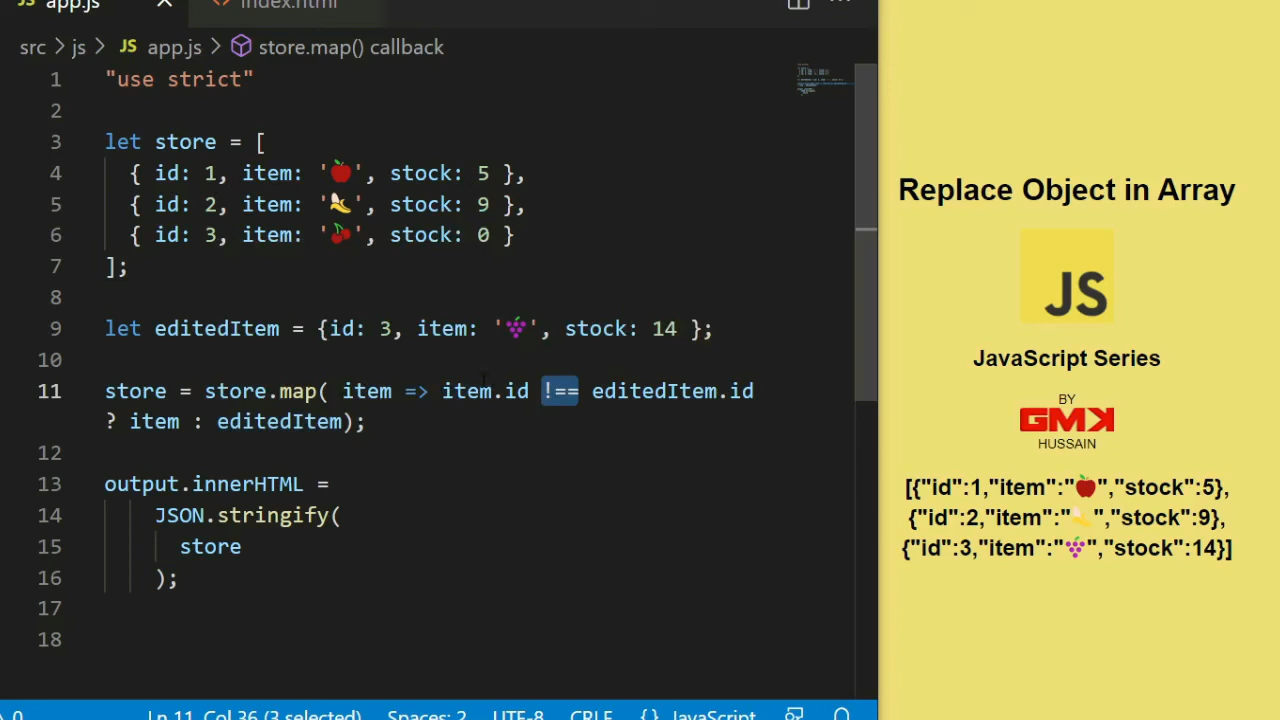 JS app.js index.html
src > js > JS app.js > store.map() callback
1 "use strict"
2
3 let store = [
4 { id: 1, item: '🍎', stock: 5 },
5 { id: 2, item: '🍌', stock: 9 },
6 { id: 3, item: '🍒', stock: 0 }
7 ];
8
9 let editedItem = {id: 3, item: '🍇', stock: 14 };
10
11 store = store.map( item => item.id !== editedItem.id
? item : editedItem);
12
13 output.innerHTML =
14 JSON.stringify(
15 store
16 );
17
18
0 Ln 11, Col 36 (3 selected) Spaces: 2 UTF-8 CRLF {} JavaScript
Replace Object in Array
JS
JavaScript Series
BY
GMK
HUSSAIN
[{"id":1,"item":"🍎","stock":5},
{"id":2,"item":"🍌","stock":9},
{"id":3,"item":"🍇","stock":14}]